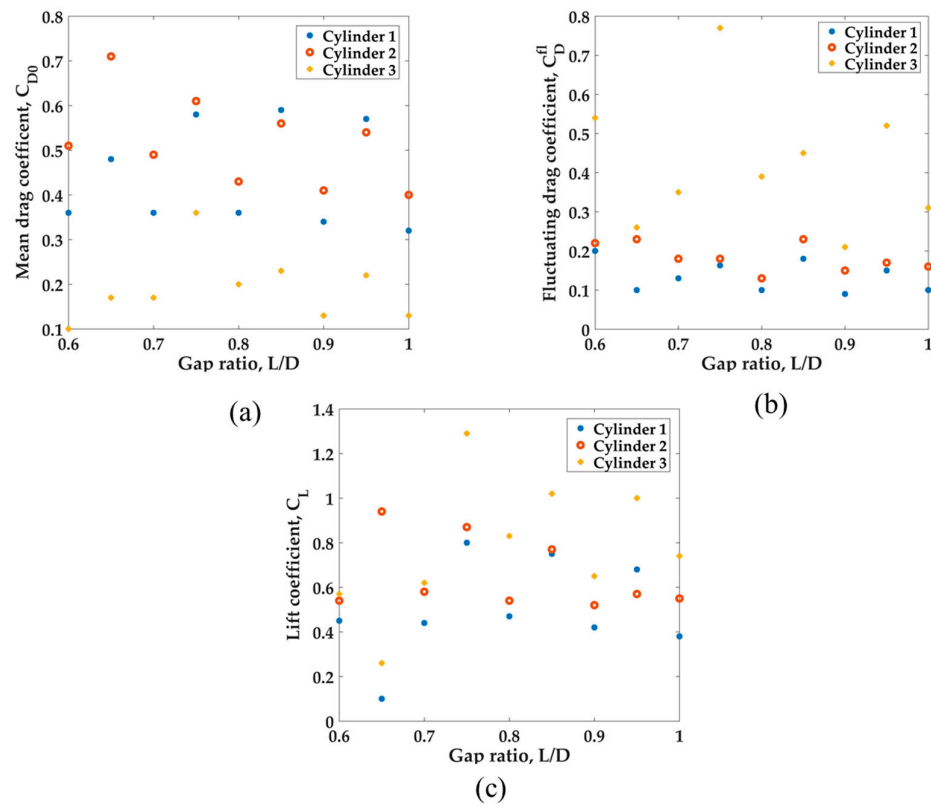 0.8
0.7
0.6
0.5
0.4
0.3
0.2
0.1
Mean drag coefficent, C_D0
Cylinder 1
Cylinder 2
Cylinder 3
0.6 0.7 0.8 0.9 1
Gap ratio, L/D
(a)
0.8
0.7
0.6
0.5
0.4
0.3
0.2
0.1
0
Fluctuating drag coefficient, C_D^fl
Cylinder 1
Cylinder 2
Cylinder 3
0.6 0.7 0.8 0.9 1
Gap ratio, L/D
(b)
1.4
1.2
1
0.8
0.6
0.4
0.2
0
Lift coefficient, C_L
Cylinder 1
Cylinder 2
Cylinder 3
0.6 0.7 0.8 0.9 1
Gap ratio, L/D
(c)